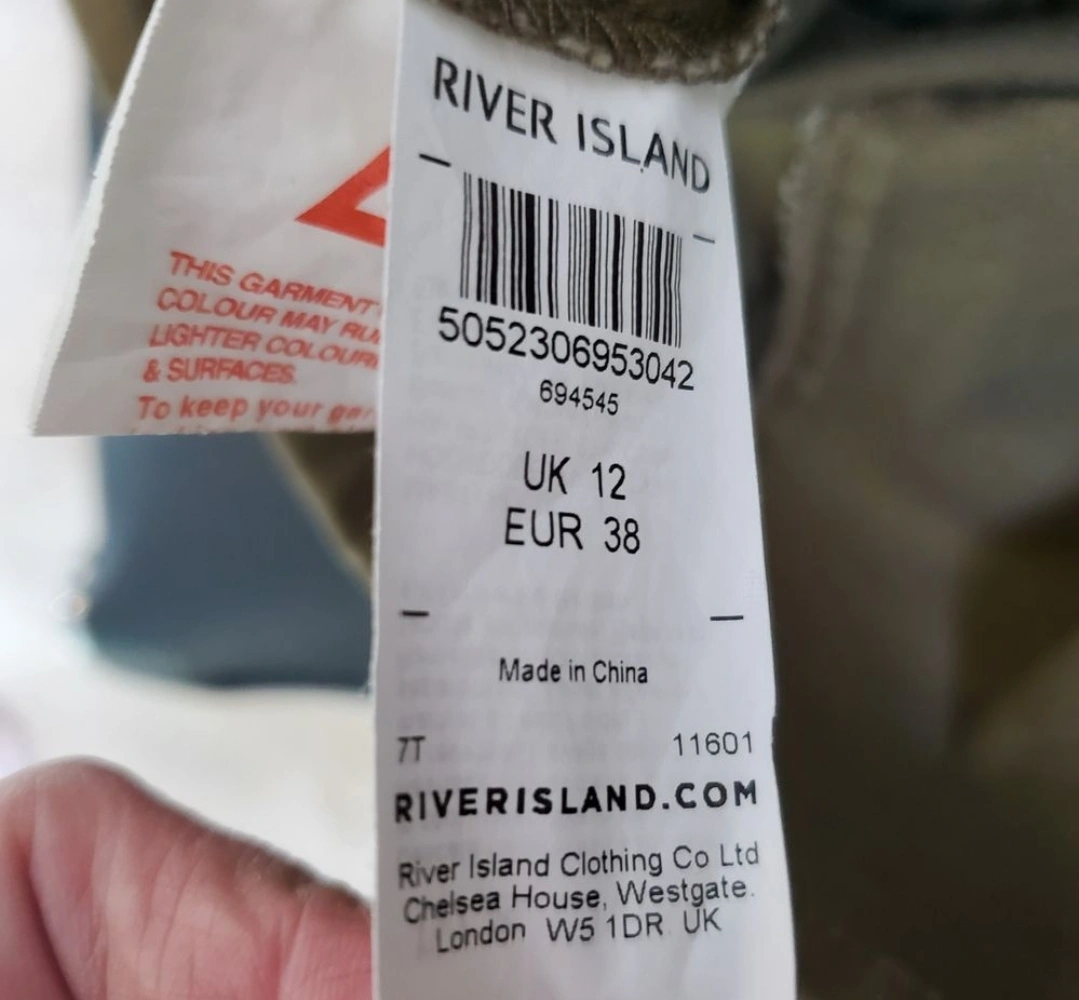 RIVER ISLAND
5052306953042
694545
UK 12
EUR 38
Made in China
7T 11601
RIVERISLAND.COM
River Island Clothing Co Ltd
Chelsea House, Westgate.
London W5 1DR UK
THIS GARMENT
COLOUR MAY
LIGHTER
& SURFACES.
To keep your